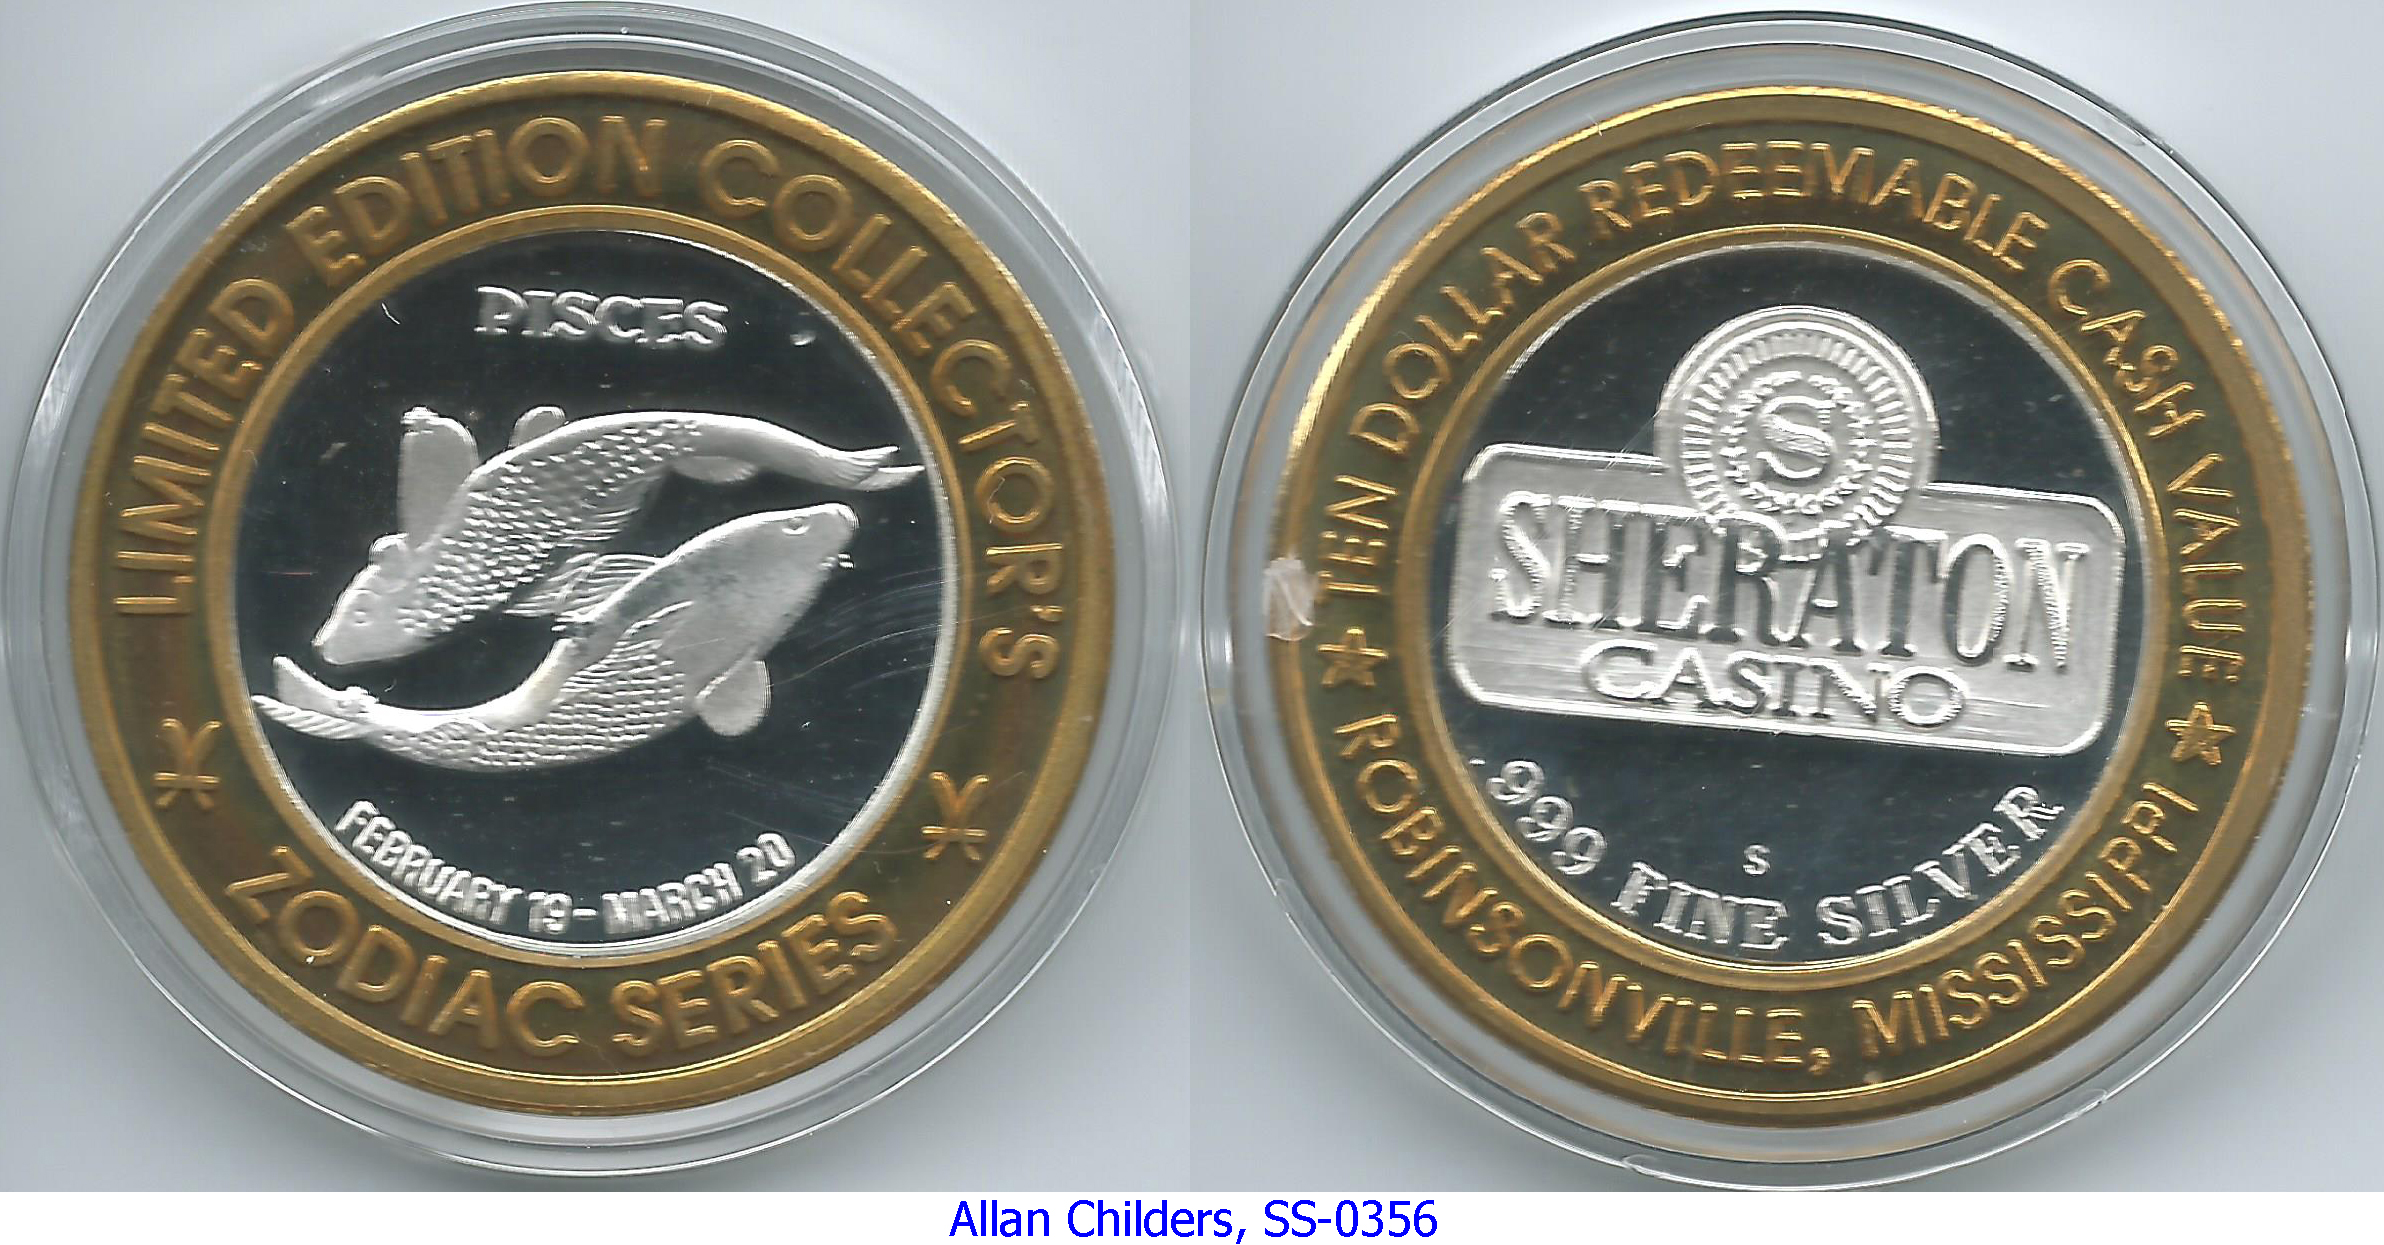 LIMITED EDITION COLLECTOR'S
PISCES
FEBRUARY 19 - MARCH 20
ZODIAC SERIES
TEN DOLLAR REDEEMABLE CASH VALUE
S
SHERATON
CASINO
S
.999 FINE SILVER
ROBINSONVILLE, MISSISSIPPI
Allan Childers, SS-0356